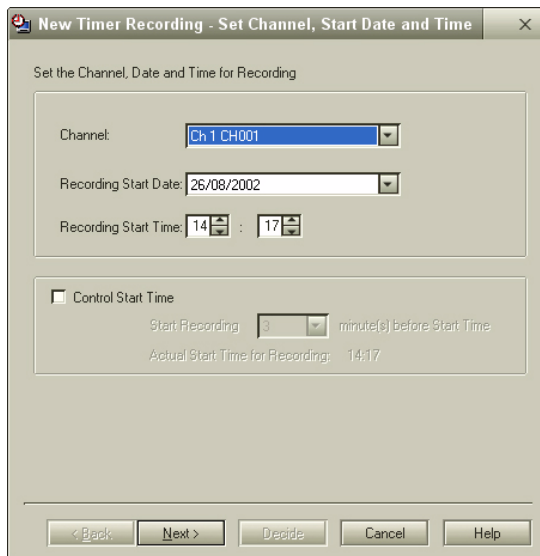 New Timer Recording - Set Channel, Start Date and Time
Set the Channel, Date and Time for Recording
Channel: Ch 1 CH001
Recording Start Date: 26/08/2002
Recording Start Time: 14 : 17
Control Start Time
Start Recording 3 minute(s) before Start Time
Actual Start Time for Recording: 14:17
< Back Next > Decide Cancel Help